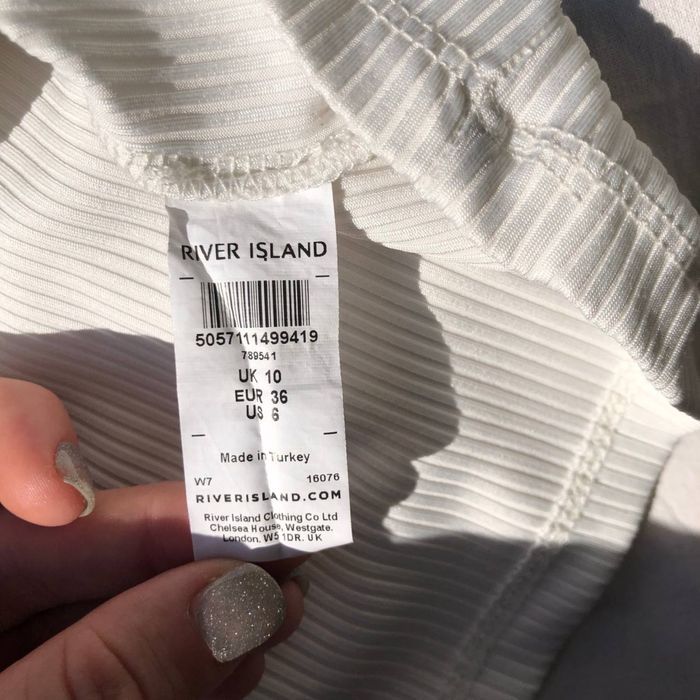 RIVER ISLAND
5057111499419
789541
UK 10
EUR 36
US 6
Made in Turkey
W7 16076
RIVERISLAND.COM
River Island Clothing Co Ltd
Chelsea House, Westgate.
London. W5 1DR. UK